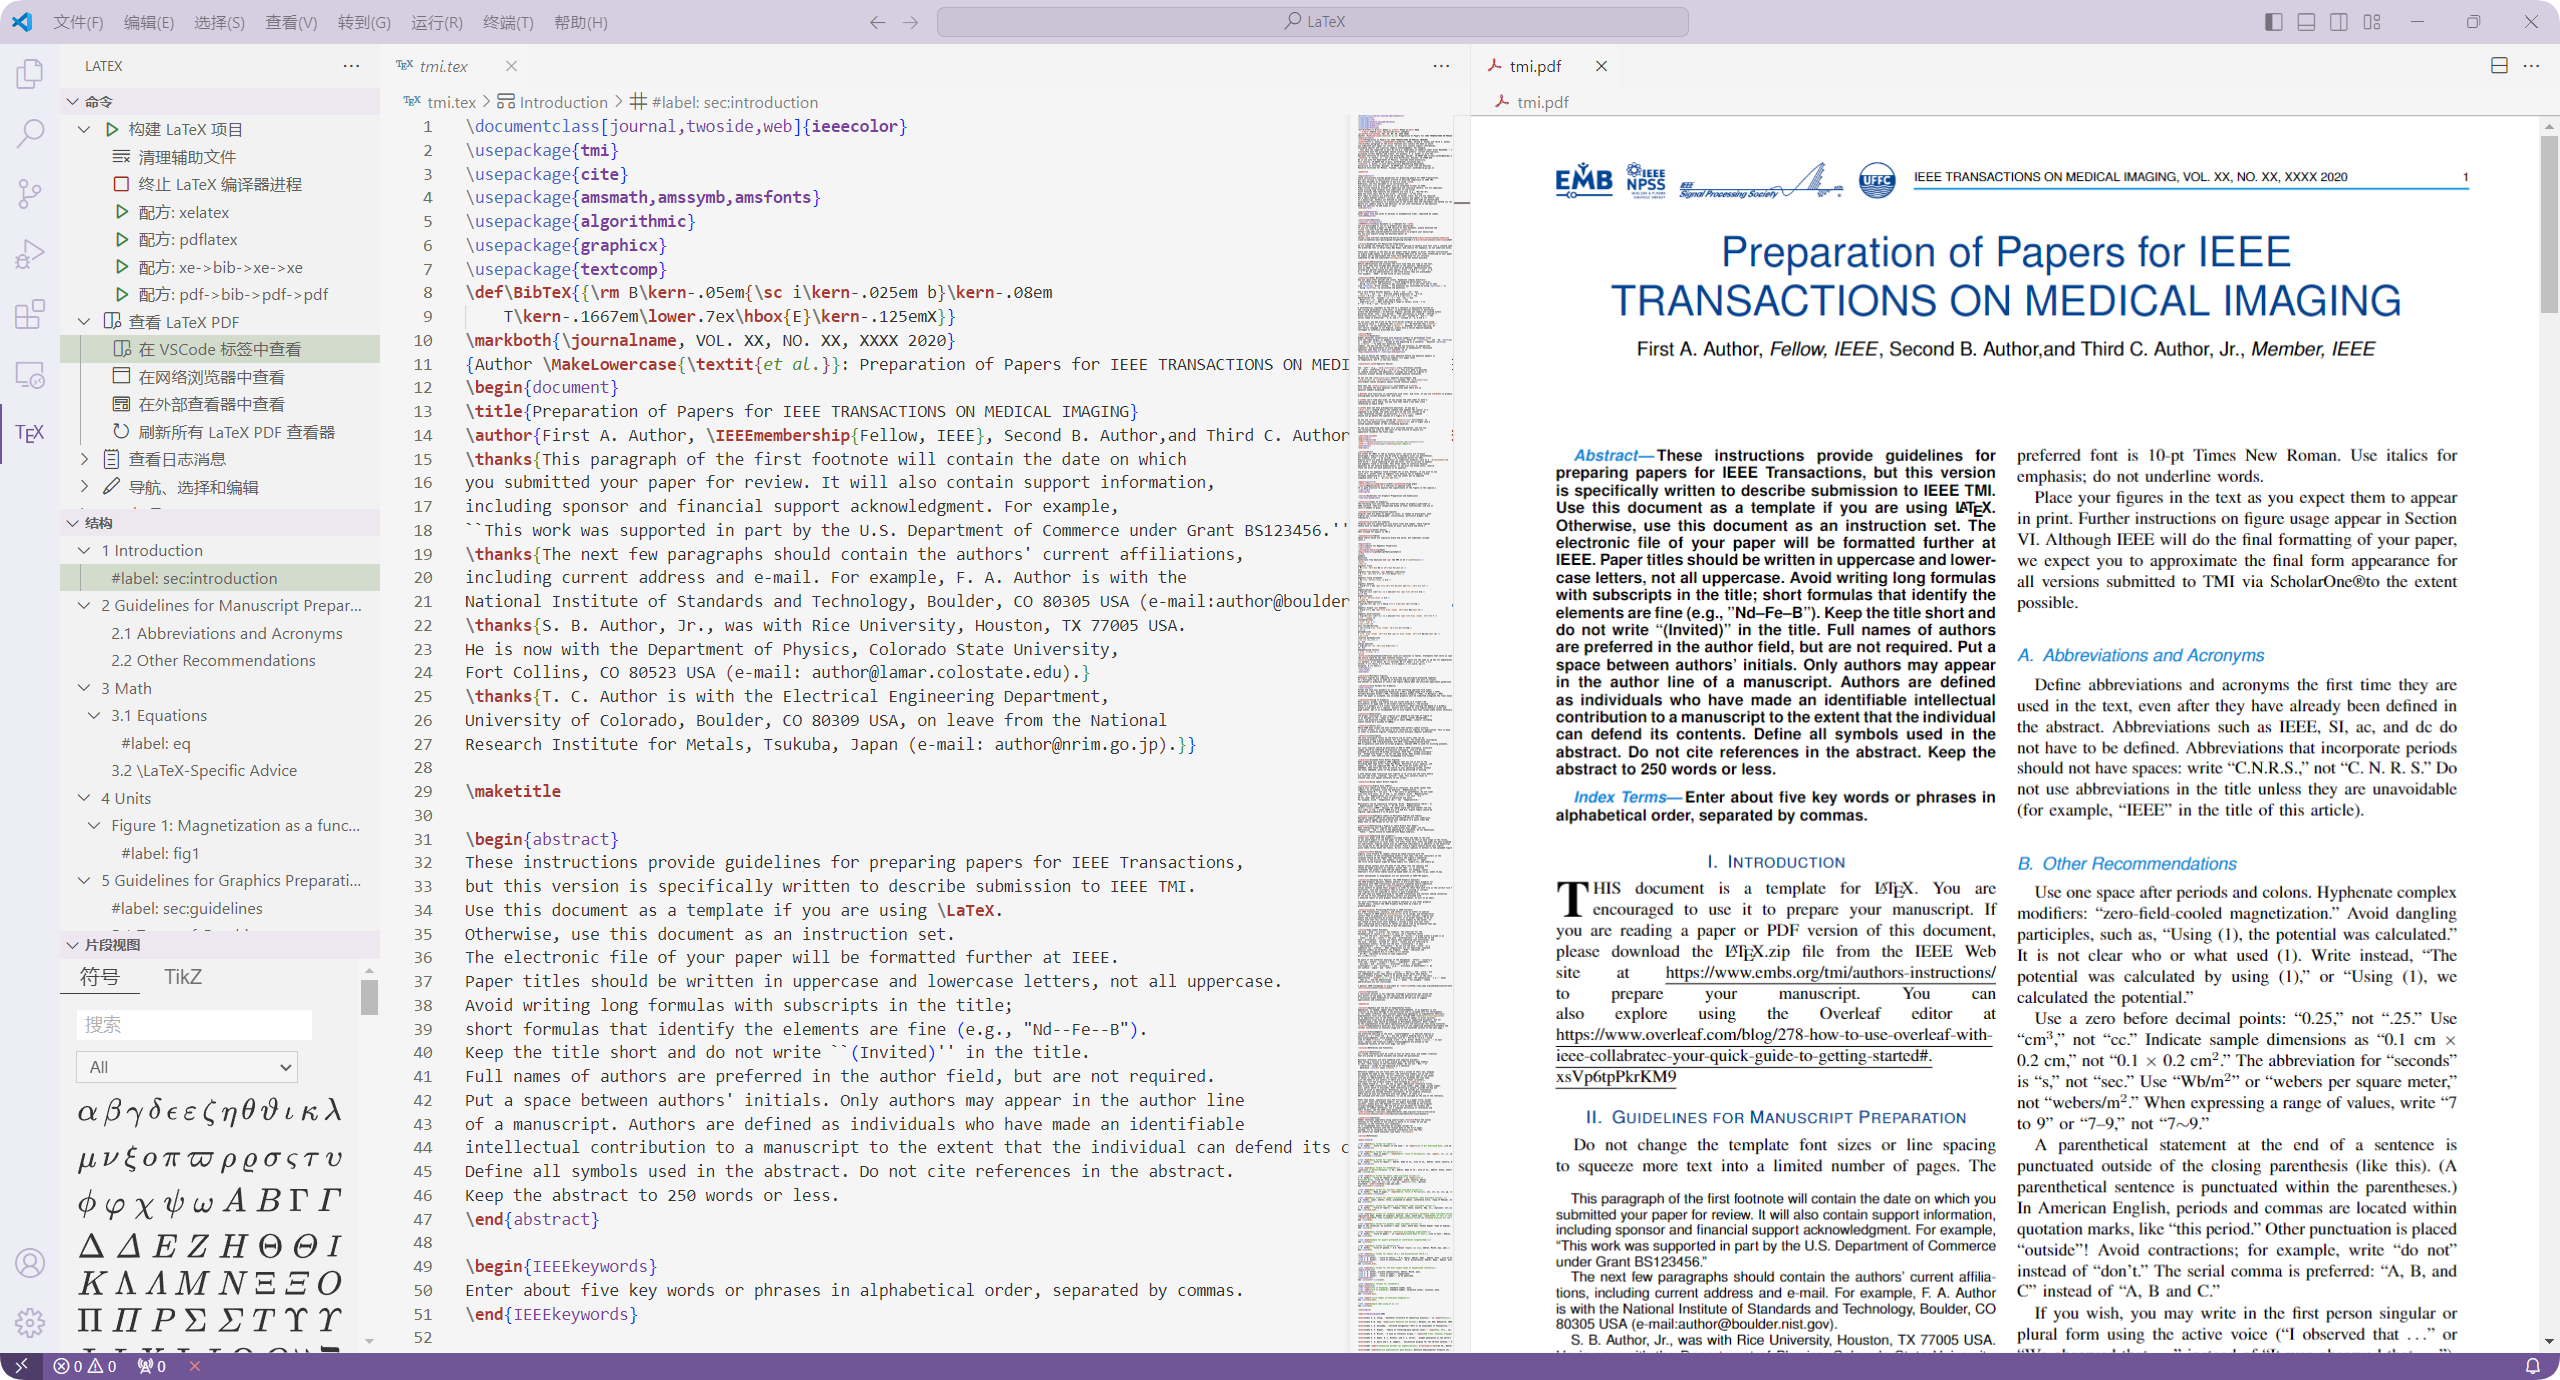 文件(F) 编辑(E) 选择(S) 查看(V) 转到(G) 运行(R) 终端(T) 帮助(H)
LaTeX
LATEX
命令
构建 LaTeX 项目
清理辅助文件
终止 LaTeX 编译器进程
配方: xelatex
配方: pdflatex
配方: xe->bib->xe->xe
配方: pdf->bib->pdf->pdf
查看 LaTeX PDF
在 VSCode 标签中查看
在网络浏览器中查看
在外部查看器中查看
刷新所有 LaTeX PDF 查看器
查看日志消息
导航、选择和编辑
结构
1 Introduction
#label: sec:introduction
2 Guidelines for Manuscript Prepar...
2.1 Abbreviations and Acronyms
2.2 Other Recommendations
3 Math
3.1 Equations
#label: eq
3.2 \LaTeX-Specific Advice
4 Units
Figure 1: Magnetization as a func...
#label: fig1
5 Guidelines for Graphics Preparati...
#label: sec:guidelines
片段视图
符号 TikZ
搜索
All
α β γ δ ϵ ε ζ η θ ϑ ι κ λ
μ ν ξ ο π ϖ ρ ϱ σ ς τ υ
ϕ φ χ ψ ω A B Γ Γ
Δ Δ E Z H Θ Θ I
K Λ Λ M N Ξ Ξ O
Π Π P Σ Σ T ϒ ϒ
TEX
0 0 0
TEX tmi.tex
TEX tmi.tex > Introduction > #label: sec:introduction
1 \documentclass[journal,twoside,web]{ieeecolor}
2 \usepackage{tmi}
3 \usepackage{cite}
4 \usepackage{amsmath,amssymb,amsfonts}
5 \usepackage{algorithmic}
6 \usepackage{graphicx}
7 \usepackage{textcomp}
8 \def\BibTeX{{\rm B\kern-.05em{\sc i\kern-.025em b}\kern-.08em
9 T\kern-.1667em\lower.7ex\hbox{E}\kern-.125emX}}
10 \markboth{\journalname, VOL. XX, NO. XX, XXXX 2020}
11 {Author \MakeLowercase{\textit{et al.}}: Preparation of Papers for IEEE TRANSACTIONS ON MEDI
12 \begin{document}
13 \title{Preparation of Papers for IEEE TRANSACTIONS ON MEDICAL IMAGING}
14 \author{First A. Author, \IEEEmembership{Fellow, IEEE}, Second B. Author,and Third C. Author
15 \thanks{This paragraph of the first footnote will contain the date on which
16 you submitted your paper for review. It will also contain support information,
17 including sponsor and financial support acknowledgment. For example,
18 ``This work was supported in part by the U.S. Department of Commerce under Grant BS123456.''
19 \thanks{The next few paragraphs should contain the authors' current affiliations,
20 including current address and e-mail. For example, F. A. Author is with the
21 National Institute of Standards and Technology, Boulder, CO 80305 USA (e-mail:author@boulder
22 \thanks{S. B. Author, Jr., was with Rice University, Houston, TX 77005 USA.
23 He is now with the Department of Physics, Colorado State University,
24 Fort Collins, CO 80523 USA (e-mail: author@lamar.colostate.edu).}
25 \thanks{T. C. Author is with the Electrical Engineering Department,
26 University of Colorado, Boulder, CO 80309 USA, on leave from the National
27 Research Institute for Metals, Tsukuba, Japan (e-mail: author@nrim.go.jp).}}
28
29 \maketitle
30
31 \begin{abstract}
32 These instructions provide guidelines for preparing papers for IEEE Transactions,
33 but this version is specifically written to describe submission to IEEE TMI.
34 Use this document as a template if you are using \LaTeX.
35 Otherwise, use this document as an instruction set.
36 The electronic file of your paper will be formatted further at IEEE.
37 Paper titles should be written in uppercase and lowercase letters, not all uppercase.
38 Avoid writing long formulas with subscripts in the title;
39 short formulas that identify the elements are fine (e.g., "Nd--Fe--B").
40 Keep the title short and do not write ``(Invited)'' in the title.
41 Full names of authors are preferred in the author field, but are not required.
42 Put a space between authors' initials. Only authors may appear in the author line
43 of a manuscript. Authors are defined as individuals who have made an identifiable
44 intellectual contribution to a manuscript to the extent that the individual can defend its c
45 Define all symbols used in the abstract. Do not cite references in the abstract.
46 Keep the abstract to 250 words or less.
47 \end{abstract}
48
49 \begin{IEEEkeywords}
50 Enter about five key words or phrases in alphabetical order, separated by commas.
51 \end{IEEEkeywords}
52
tmi.pdf
tmi.pdf
EMB IEEE NPSS IEEE Signal Processing Society UFFC
IEEE TRANSACTIONS ON MEDICAL IMAGING, VOL. XX, NO. XX, XXXX 2020 1
Preparation of Papers for IEEE
TRANSACTIONS ON MEDICAL IMAGING
First A. Author, Fellow, IEEE, Second B. Author,and Third C. Author, Jr., Member, IEEE
Abstract—These instructions provide guidelines for
preparing papers for IEEE Transactions, but this version
is specifically written to describe submission to IEEE TMI.
Use this document as a template if you are using LATEX.
Otherwise, use this document as an instruction set. The
electronic file of your paper will be formatted further at
IEEE. Paper titles should be written in uppercase and lower-
case letters, not all uppercase. Avoid writing long formulas
with subscripts in the title; short formulas that identify the
elements are fine (e.g., ”Nd–Fe–B”). Keep the title short and
do not write “(Invited)” in the title. Full names of authors
are preferred in the author field, but are not required. Put a
space between authors’ initials. Only authors may appear
in the author line of a manuscript. Authors are defined
as individuals who have made an identifiable intellectual
contribution to a manuscript to the extent that the individual
can defend its contents. Define all symbols used in the
abstract. Do not cite references in the abstract. Keep the
abstract to 250 words or less.
Index Terms—Enter about five key words or phrases in
alphabetical order, separated by commas.
I. INTRODUCTION
THIS document is a template for LATEX. You are
encouraged to use it to prepare your manuscript. If
you are reading a paper or PDF version of this document,
please download the LATEX.zip file from the IEEE Web
site at https://www.embs.org/tmi/authors-instructions/
to prepare your manuscript. You can
also explore using the Overleaf editor at
https://www.overleaf.com/blog/278-how-to-use-overleaf-with-
ieee-collabratec-your-quick-guide-to-getting-started#.
xsVp6tpPkrKM9
II. GUIDELINES FOR MANUSCRIPT PREPARATION
Do not change the template font sizes or line spacing
to squeeze more text into a limited number of pages. The
This paragraph of the first footnote will contain the date on which you
submitted your paper for review. It will also contain support information,
including sponsor and financial support acknowledgment. For example,
“This work was supported in part by the U.S. Department of Commerce
under Grant BS123456.”
The next few paragraphs should contain the authors’ current affilia-
tions, including current address and e-mail. For example, F. A. Author
is with the National Institute of Standards and Technology, Boulder, CO
80305 USA (e-mail:author@boulder.nist.gov).
S. B. Author, Jr., was with Rice University, Houston, TX 77005 USA.
preferred font is 10-pt Times New Roman. Use italics for
emphasis; do not underline words.
Place your figures in the text as you expect them to appear
in print. Further instructions on figure usage appear in Section
VI. Although IEEE will do the final formatting of your paper,
we expect you to approximate the final form appearance for
all versions submitted to TMI via ScholarOne®to the extent
possible.
A. Abbreviations and Acronyms
Define abbreviations and acronyms the first time they are
used in the text, even after they have already been defined in
the abstract. Abbreviations such as IEEE, SI, ac, and dc do
not have to be defined. Abbreviations that incorporate periods
should not have spaces: write “C.N.R.S.,” not “C. N. R. S.” Do
not use abbreviations in the title unless they are unavoidable
(for example, “IEEE” in the title of this article).
B. Other Recommendations
Use one space after periods and colons. Hyphenate complex
modifiers: “zero-field-cooled magnetization.” Avoid dangling
participles, such as, “Using (1), the potential was calculated.”
It is not clear who or what used (1). Write instead, “The
potential was calculated by using (1),” or “Using (1), we
calculated the potential.”
Use a zero before decimal points: “0.25,” not “.25.” Use
“cm³,” not “cc.” Indicate sample dimensions as “0.1 cm ×
0.2 cm,” not “0.1 × 0.2 cm².” The abbreviation for “seconds”
is “s,” not “sec.” Use “Wb/m²” or “webers per square meter,”
not “webers/m².” When expressing a range of values, write “7
to 9” or “7–9,” not “7∼9.”
A parenthetical statement at the end of a sentence is
punctuated outside of the closing parenthesis (like this). (A
parenthetical sentence is punctuated within the parentheses.)
In American English, periods and commas are located within
quotation marks, like “this period.” Other punctuation is placed
“outside”! Avoid contractions; for example, write “do not”
instead of “don’t.” The serial comma is preferred: “A, B, and
C” instead of “A, B and C.”
If you wish, you may write in the first person singular or
plural form using the active voice (“I observed that . . .” or